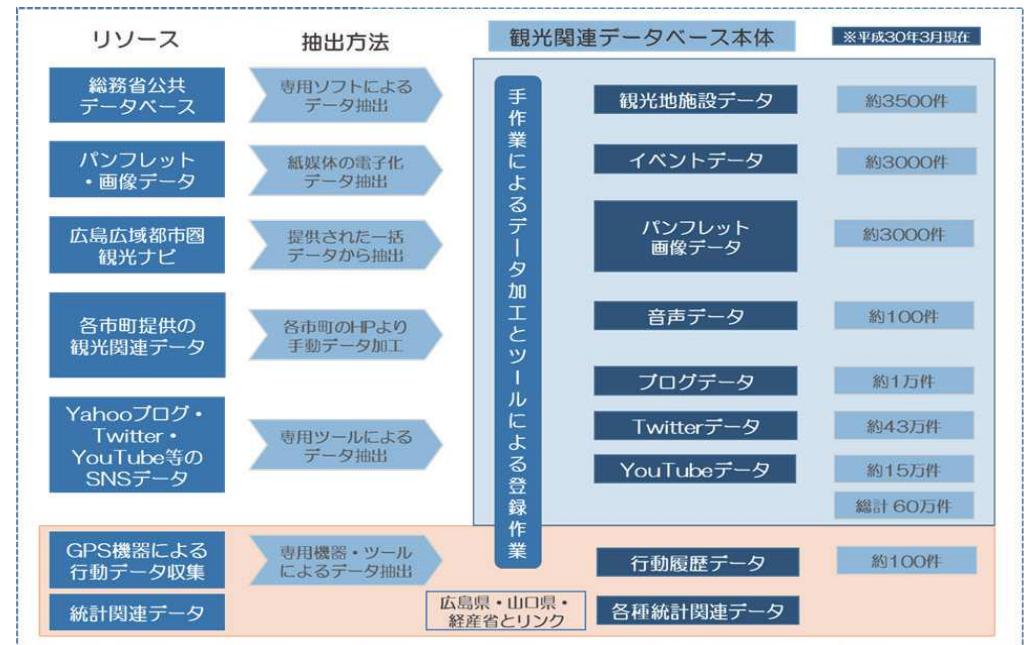 リソース
抽出方法
観光関連データベース本体
※平成30年3月現在
総務省公共
データベース
専用ソフトによる
データ抽出
手作業によるデータ加工とツールによる登録作業
観光地施設データ
約3500件
パンフレット
・画像データ
紙媒体の電子化
データ抽出
イベントデータ
約3000件
広島広域都市圏
観光ナビ
提供された一括
データから抽出
パンフレット
画像データ
約3000件
各市町提供の
観光関連データ
各市町のHPより
手動データ加工
音声データ
約100件
ブログデータ
約1万件
Yahooブログ・
Twitter・
YouTube等の
SNSデータ
専用ツールによる
データ抽出
Twitterデータ
約43万件
YouTubeデータ
約15万件
総計60万件
GPS機器による
行動データ収集
専用機器・ツール
によるデータ抽出
行動履歴データ
約100件
統計関連データ
広島県・山口県・
経産省とリンク
各種統計関連データ